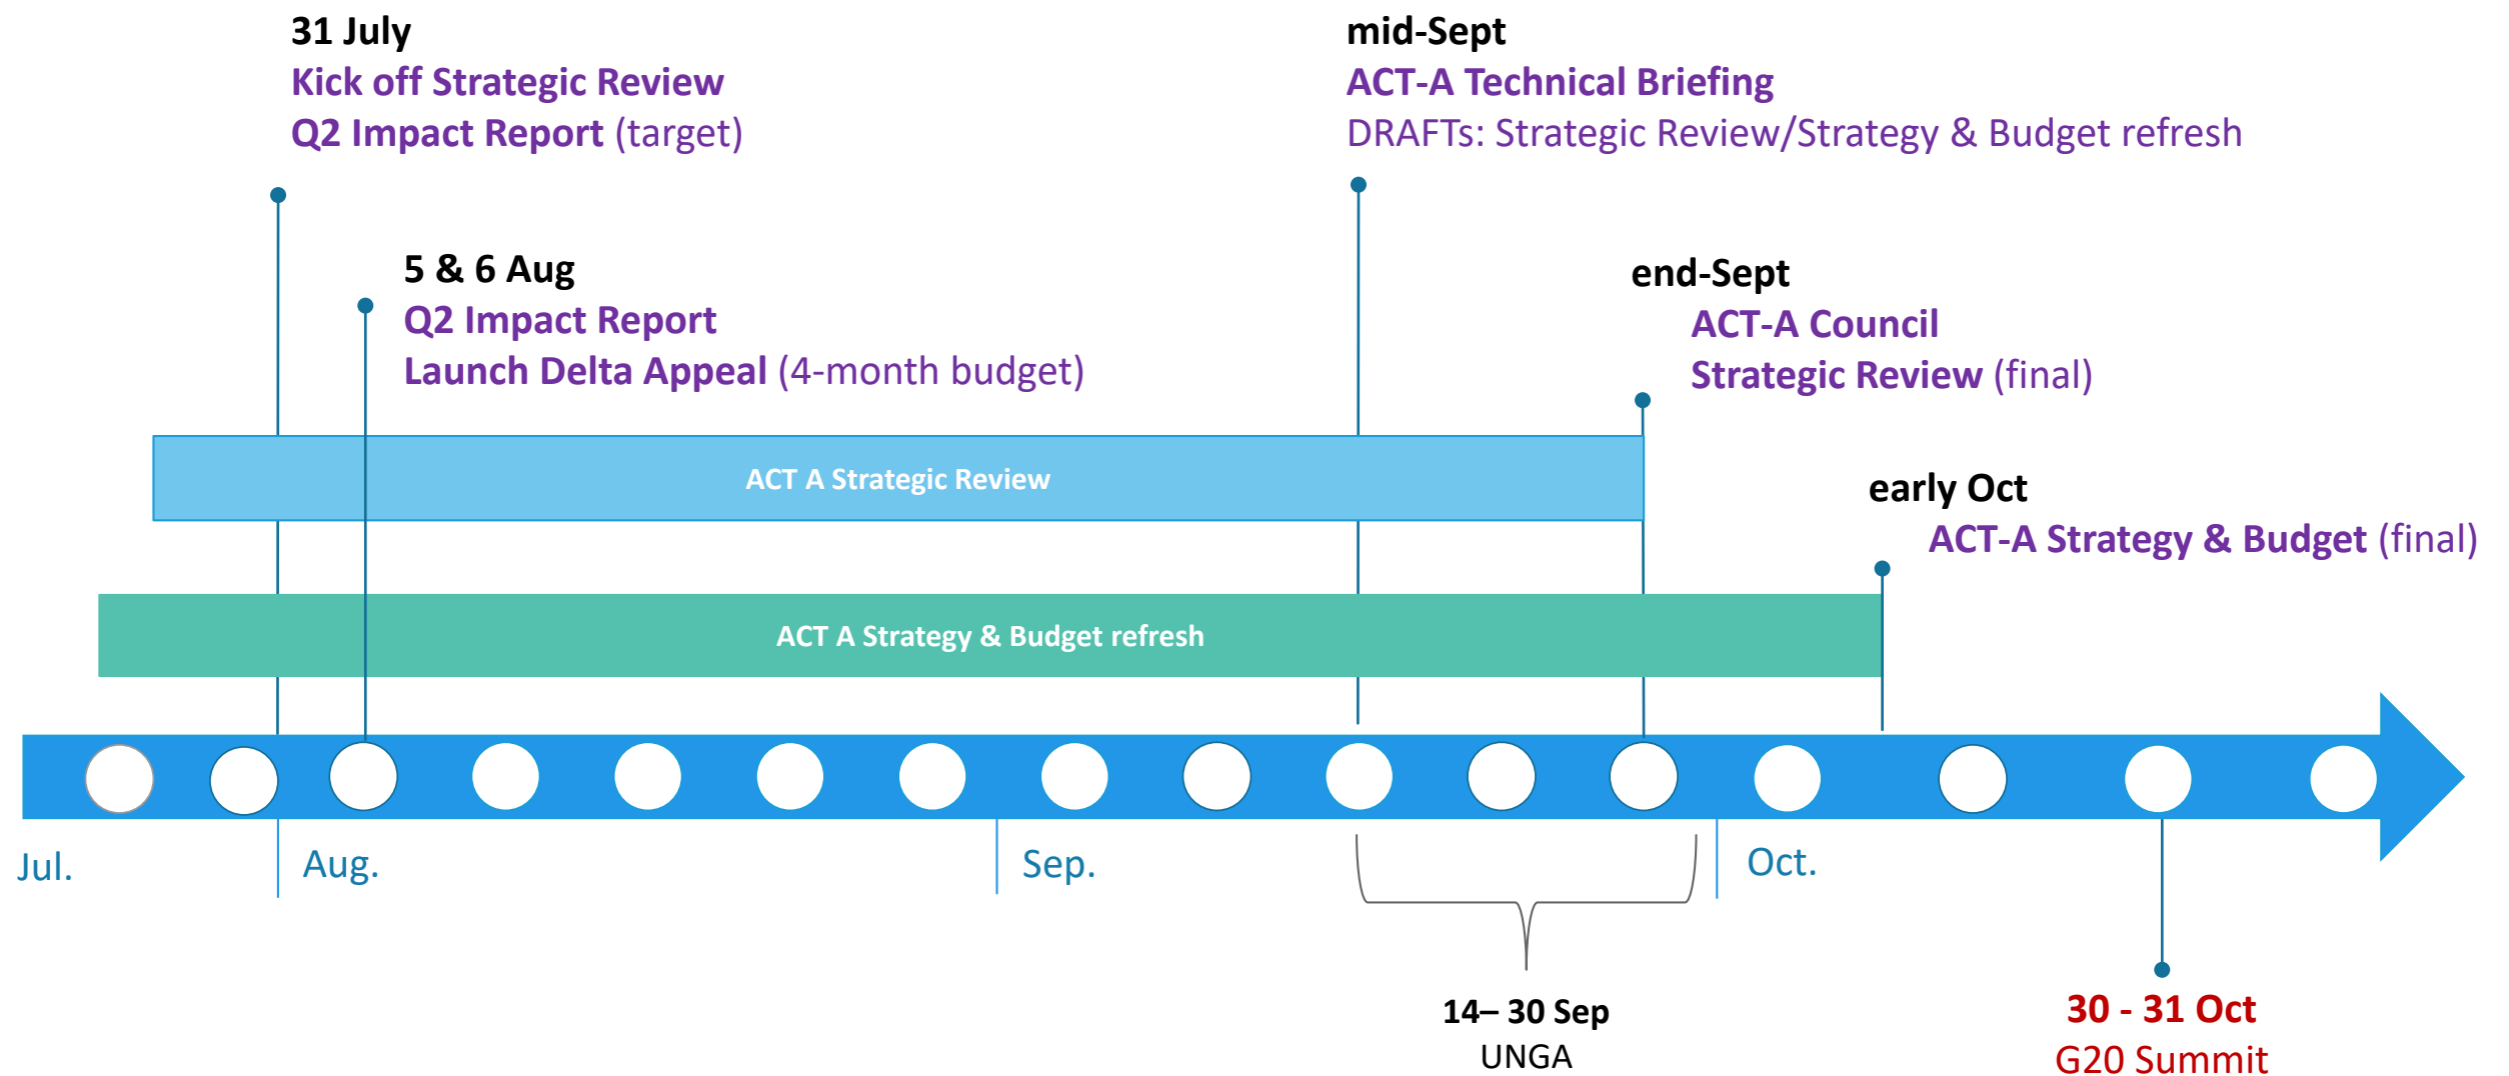 31 July
Kick off Strategic Review
Q2 Impact Report (target)
mid-Sept
ACT-A Technical Briefing
DRAFTs: Strategic Review/Strategy & Budget refresh
5 & 6 Aug
Q2 Impact Report
Launch Delta Appeal (4-month budget)
end-Sept
ACT-A Council
Strategic Review (final)
ACT A Strategic Review
early Oct
ACT-A Strategy & Budget (final)
ACT A Strategy & Budget refresh
Jul.
Aug.
Sep.
Oct.
14– 30 Sep
UNGA
30 - 31 Oct
G20 Summit